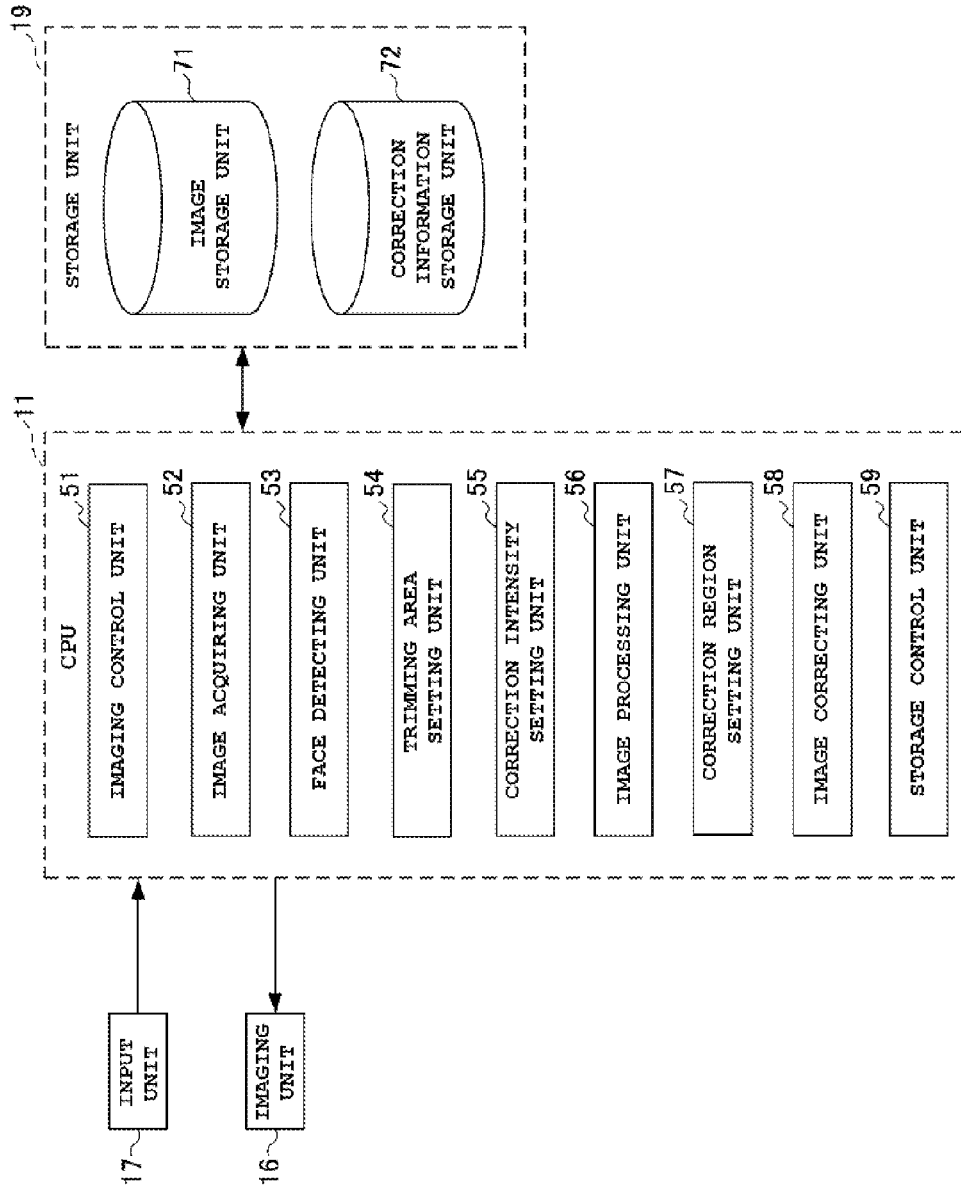 17
INPUT
UNIT
16
IMAGING
UNIT
11
CPU
51
IMAGING CONTROL UNIT
52
IMAGE ACQUIRING UNIT
53
FACE DETECTING UNIT
54
TRIMMING AREA
SETTING UNIT
55
CORRECTION INTENSITY
SETTING UNIT
56
IMAGE PROCESSING UNIT
57
CORRECTION REGION
SETTING UNIT
58
IMAGE CORRECTING UNIT
59
STORAGE CONTROL UNIT
19
STORAGE UNIT
71
IMAGE
STORAGE UNIT
72
CORRECTION
INFORMATION
STORAGE UNIT